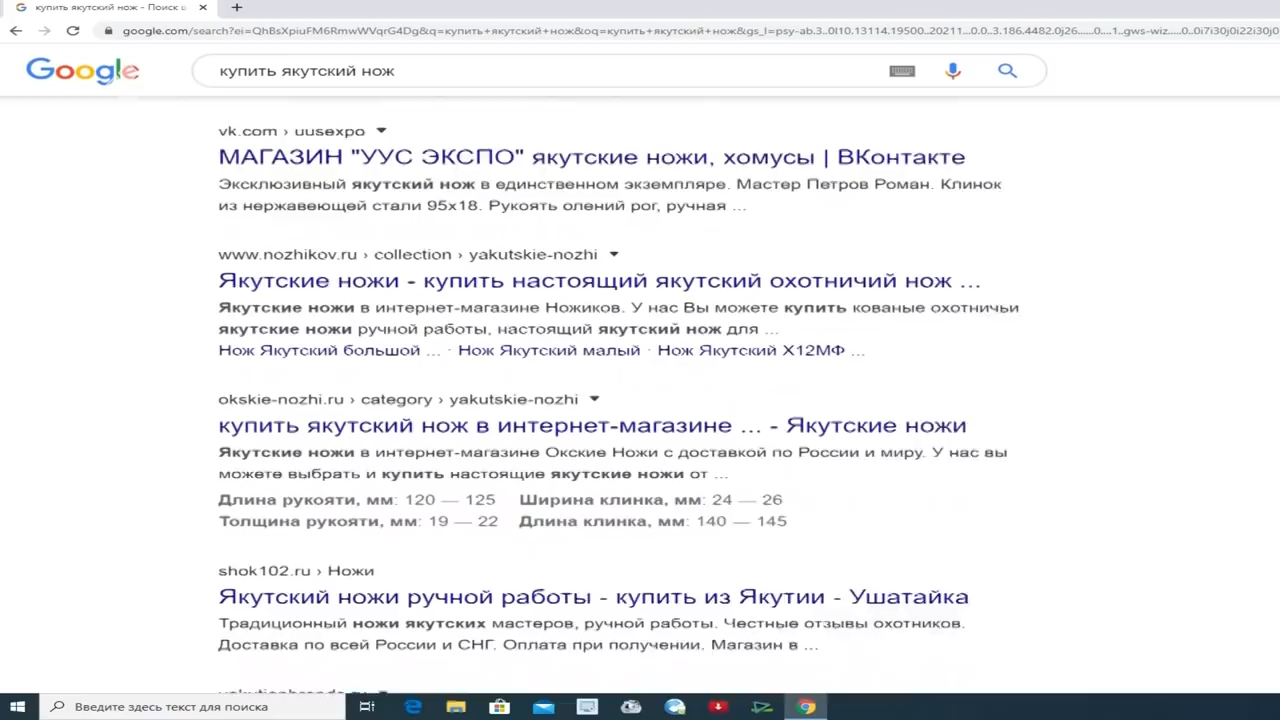 купить якутский нож - Поиск в
google.com/search?ei=QhBsXpiuFM6RmwWVqrG4Dg&q=купить+якутский+нож&oq=купить+якутский+нож&gs_l=psy-ab.3..0l10.13114.19500..20211...0.0..3.186.4482.0j26......0....1..gws-wiz.....0..0i7i30j0i22i30j0
Google
купить якутский нож
vk.com › uusexpo
МАГАЗИН "УУС ЭКСПО" якутские ножи, хомусы | ВКонтакте
Эксклюзивный якутский нож в единственном экземпляре. Мастер Петров Роман. Клинок
из нержавеющей стали 95х18. Рукоять олений рог, ручная ...
www.nozhikov.ru › collection › yakutskie-nozhi
Якутские ножи - купить настоящий якутский охотничий нож ...
Якутские ножи в интернет-магазине Ножиков. У нас Вы можете купить кованые охотничьи
якутские ножи ручной работы, настоящий якутский нож для ...
Нож Якутский большой ... · Нож Якутский малый · Нож Якутский Х12МФ ...
okskie-nozhi.ru › category › yakutskie-nozhi
купить якутский нож в интернет-магазине ... - Якутские ножи
Якутские ножи в интернет-магазине Окские Ножи с доставкой по России и миру. У нас вы
можете выбрать и купить настоящие якутские ножи от ...
Длина рукояти, мм: 120 — 125 Ширина клинка, мм: 24 — 26
Толщина рукояти, мм: 19 — 22 Длина клинка, мм: 140 — 145
shok102.ru › Ножи
Якутский ножи ручной работы - купить из Якутии - Ушатайка
Традиционный ножи якутских мастеров, ручной работы. Честные отзывы охотников.
Доставка по всей России и СНГ. Оплата при получении. Магазин в ...
Введите здесь текст для поиска